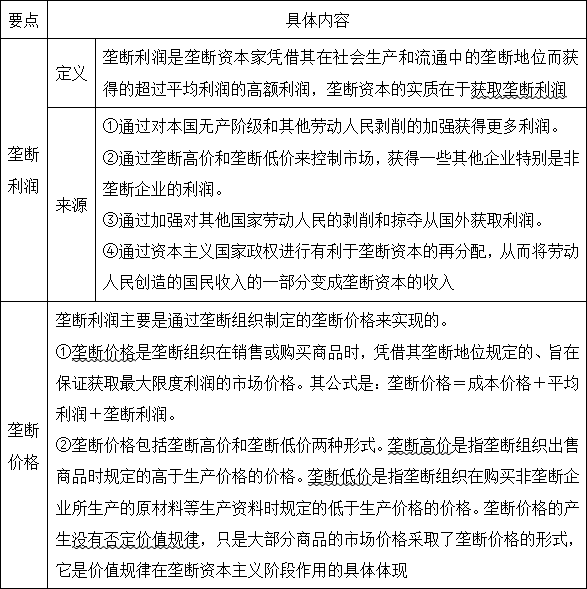 要点
具体内容
垄断
利润
定义
垄断利润是垄断资本家凭借其在社会生产和流通中的垄断地位而获
得的超过平均利润的高额利润，垄断资本的实质在于获取垄断利润
来源
①通过对本国无产阶级和其他劳动人民剥削的加强获得更多利润。
②通过垄断高价和垄断低价来控制市场，获得一些其他企业特别是非
垄断企业的利润。
③通过加强对其他国家劳动人民的剥削和掠夺从国外获取利润。
④通过资本主义国家政权进行有利于垄断资本的再分配，从而将劳动
人民创造的国民收入的一部分变成垄断资本的收入
垄断
价格
垄断利润主要是通过垄断组织制定的垄断价格来实现的。
①垄断价格是垄断组织在销售或购买商品时，凭借其垄断地位规定的、旨在
保证获取最大限度利润的市场价格。其公式是：垄断价格＝成本价格＋平均
利润＋垄断利润。
②垄断价格包括垄断高价和垄断低价两种形式。垄断高价是指垄断组织出售
商品时规定的高于生产价格的价格。垄断低价是指垄断组织在购买非垄断企
业所生产的原材料等生产资料时规定的低于生产价格的价格。垄断价格的产
生没有否定价值规律，只是大部分商品的市场价格采取了垄断价格的形式，
它是价值规律在垄断资本主义阶段作用的具体体现